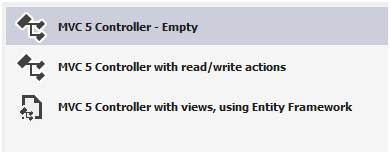 MVC 5 Controller - Empty
MVC 5 Controller with read/write actions
MVC 5 Controller with views, using Entity Framework